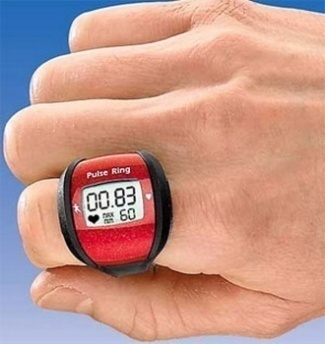 Pulse Ring
00.83
MAX
MIN 60